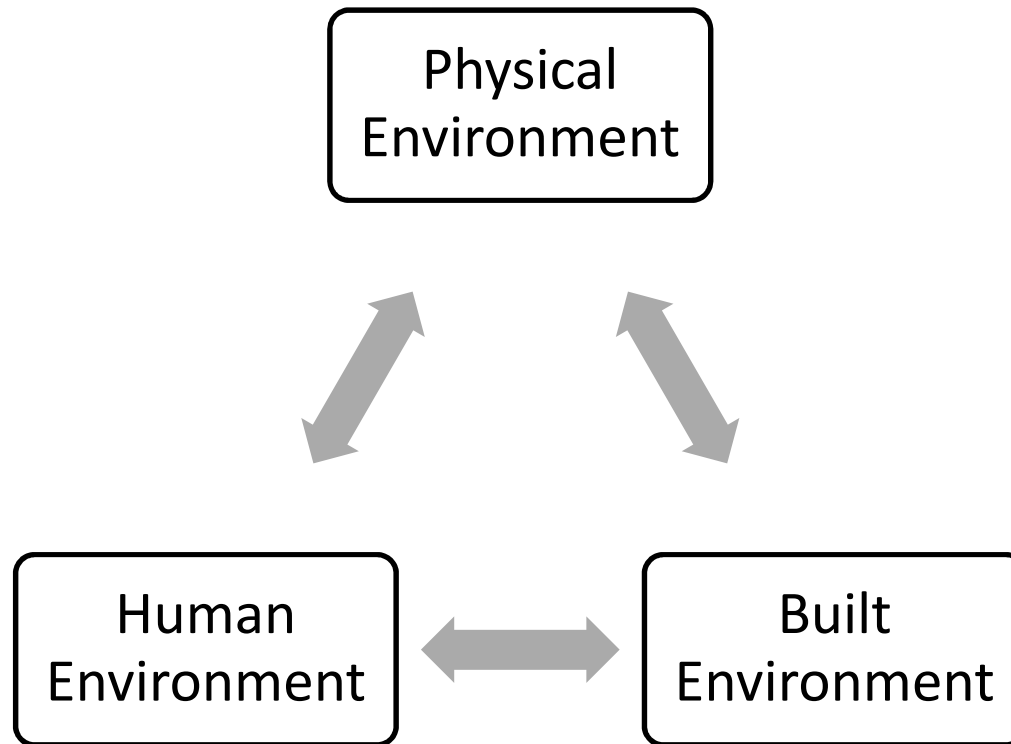 Physical
Environment
Human
Environment
Built
Environment